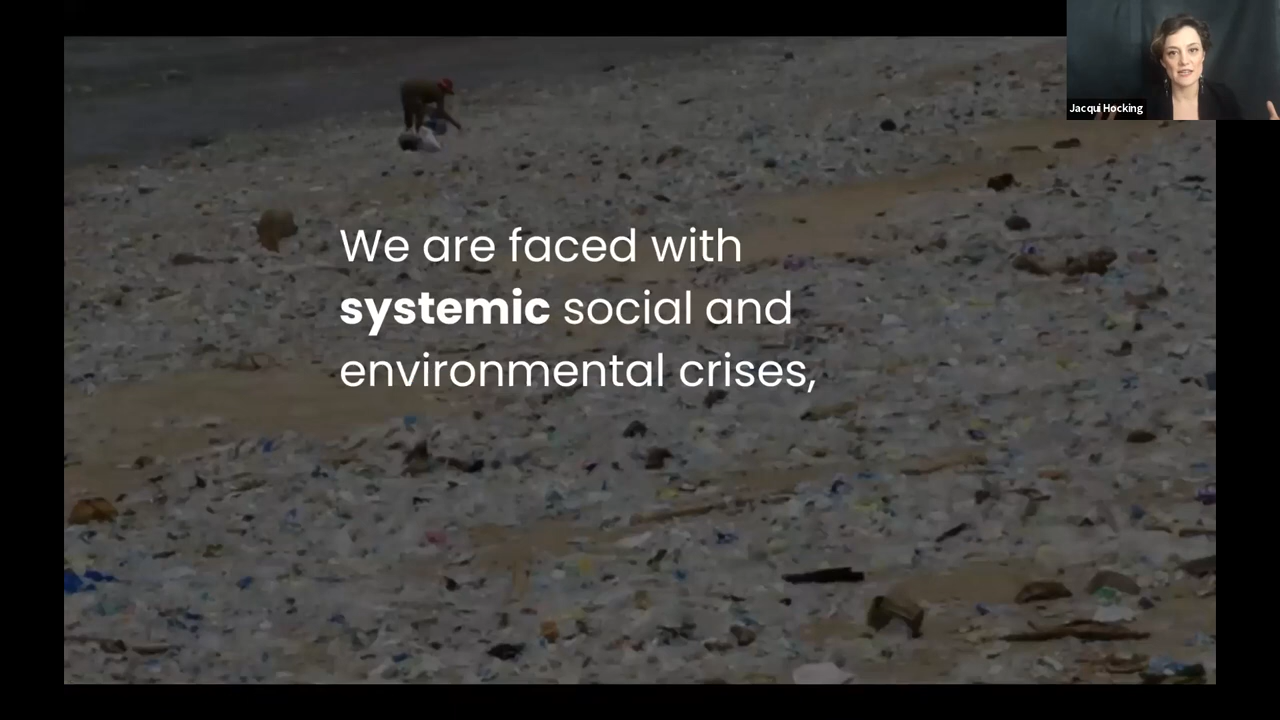 Jacqui Hocking
We are faced with
systemic social and
environmental crises,